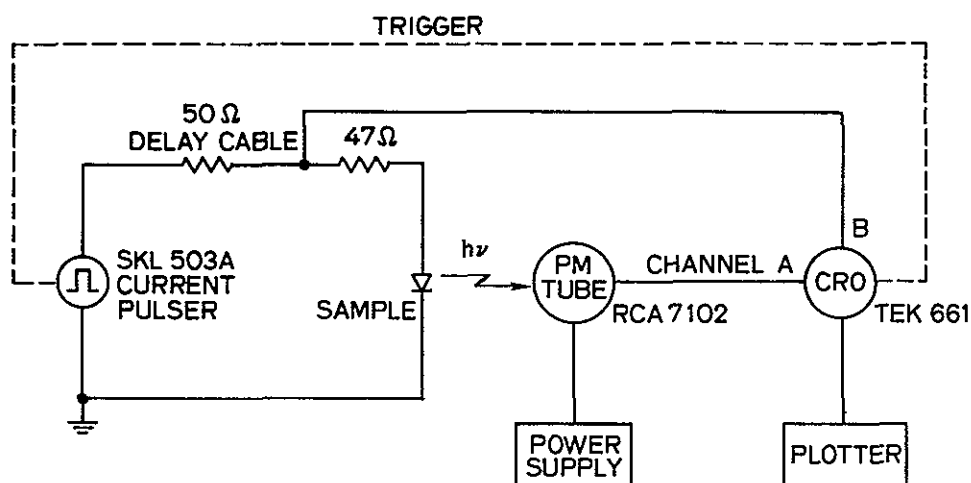 TRIGGER
50 Ω
DELAY CABLE
47Ω
SKL 503A
CURRENT
PULSER
SAMPLE
hν
PM
TUBE
RCA 7102
CHANNEL A
B
CRO
TEK 661
POWER
SUPPLY
PLOTTER